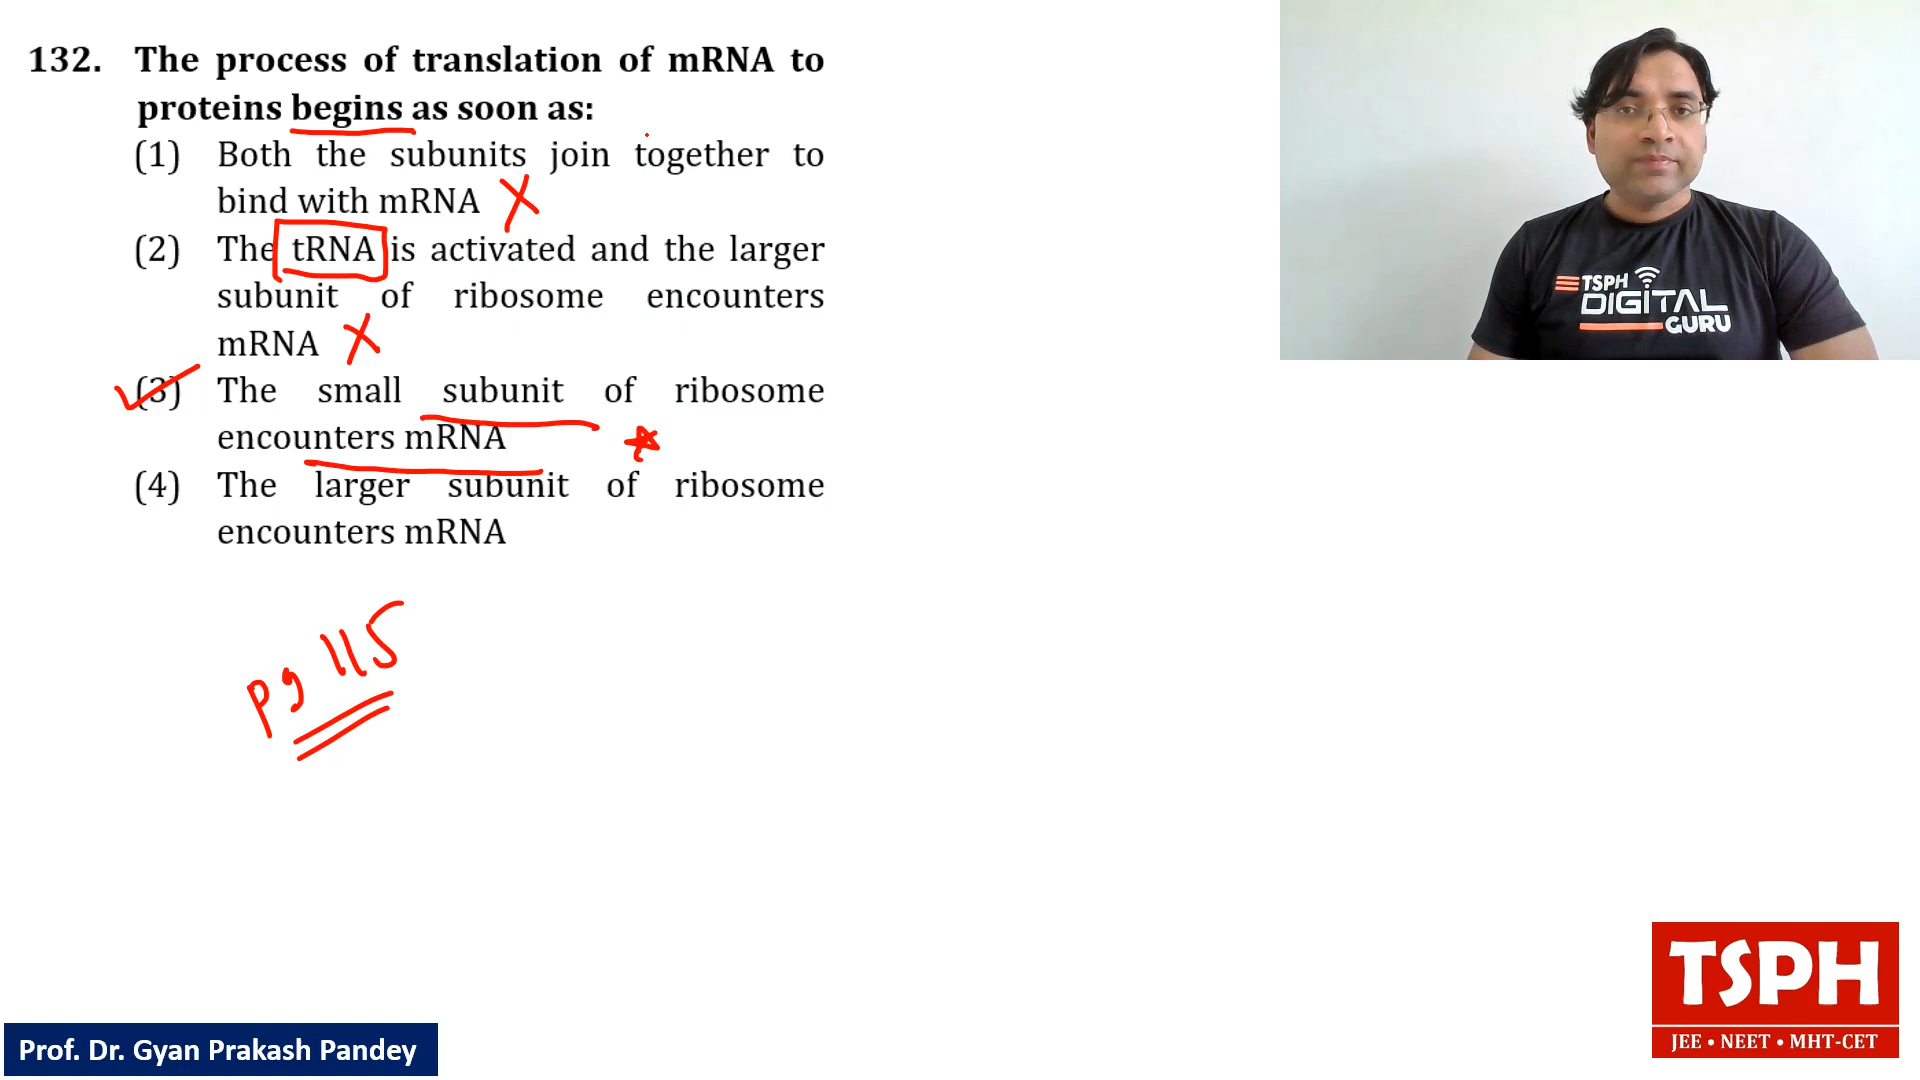 132. The process of translation of mRNA to
proteins begins as soon as:
(1) Both the subunits join together to
bind with mRNA
(2) The tRNA is activated and the larger
subunit of ribosome encounters
mRNA
(3) The small subunit of ribosome
encounters mRNA
(4) The larger subunit of ribosome
encounters mRNA
pg 115
TSPH
DIGITAL
GURU
TSPH
JEE • NEET • MHT-CET
Prof. Dr. Gyan Prakash Pandey